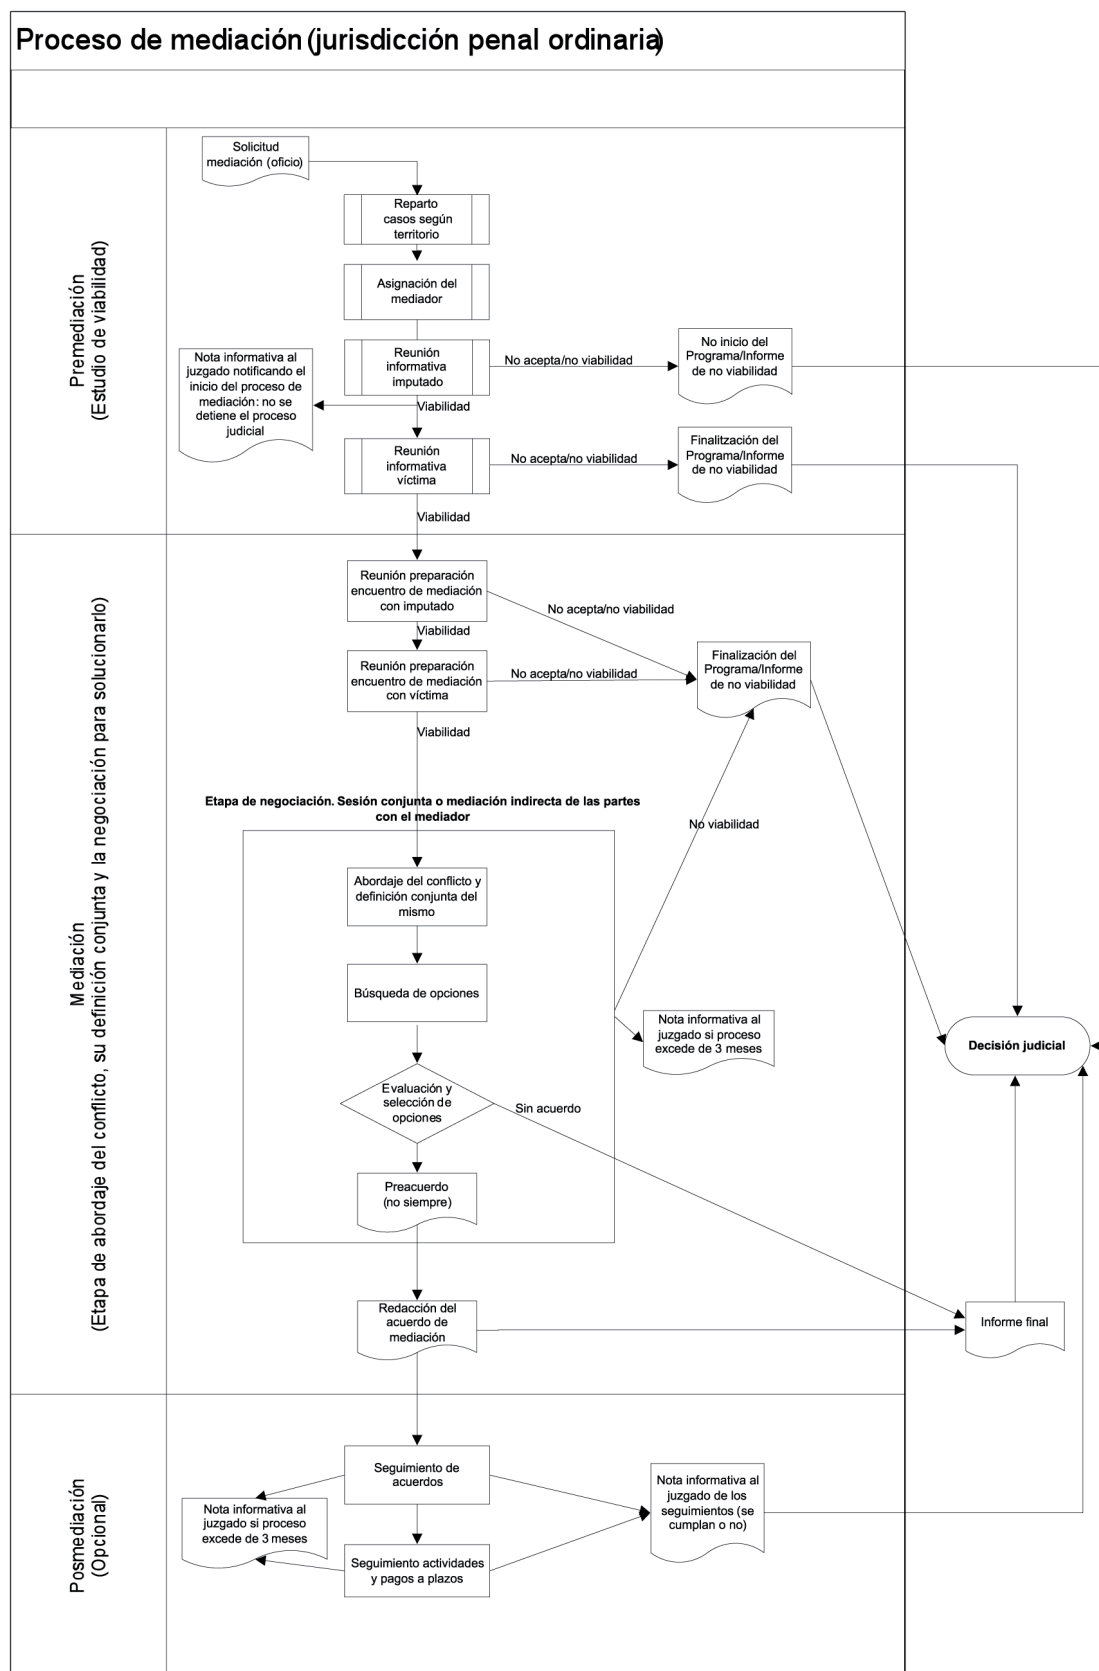 Proceso de mediación (jurisdicción penal ordinaria)
Premediación
(Estudio de viabilidad)
Solicitud
mediación (oficio)
Reparto
casos según
territorio
Asignación del
mediador
Reunión
informativa
imputado
No acepta/no viabilidad
No inicio del
Programa/Informe
de no viabilidad
Nota informativa al
juzgado notificando el
inicio del proceso de
mediación: no se
detiene el proceso
judicial
Viabilidad
Reunión
informativa
víctima
No acepta/no viabilidad
Finalitzación del
Programa/Informe
de no viabilidad
Viabilidad
Mediación
(Etapa de abordaje del conflicto, su definición conjunta y la negociación para solucionarlo)
Reunión preparación
encuentro de mediación
con imputado
No acepta/no viabilidad
Viabilidad
Reunión preparación
encuentro de mediación
con víctima
No acepta/no viabilidad
Finalización del
Programa/Informe
de no viabilidad
Viabilidad
Etapa de negociación. Sesión conjunta o mediación indirecta de las partes
con el mediador
No viabilidad
Abordaje del conflicto y
definición conjunta del
mismo
Búsqueda de opciones
Nota informativa al
juzgado si proceso
excede de 3 meses
Decisión judicial
Evaluación y
selección de
opciones
Sin acuerdo
Preacuerdo
(no siempre)
Redacción del
acuerdo de
mediación
Informe final
Posmediación
(Opcional)
Seguimiento de
acuerdos
Nota informativa al
juzgado si proceso
excede de 3 meses
Nota informativa al
juzgado de los
seguimientos (se
cumplan o no)
Seguimiento actividades
y pagos a plazos